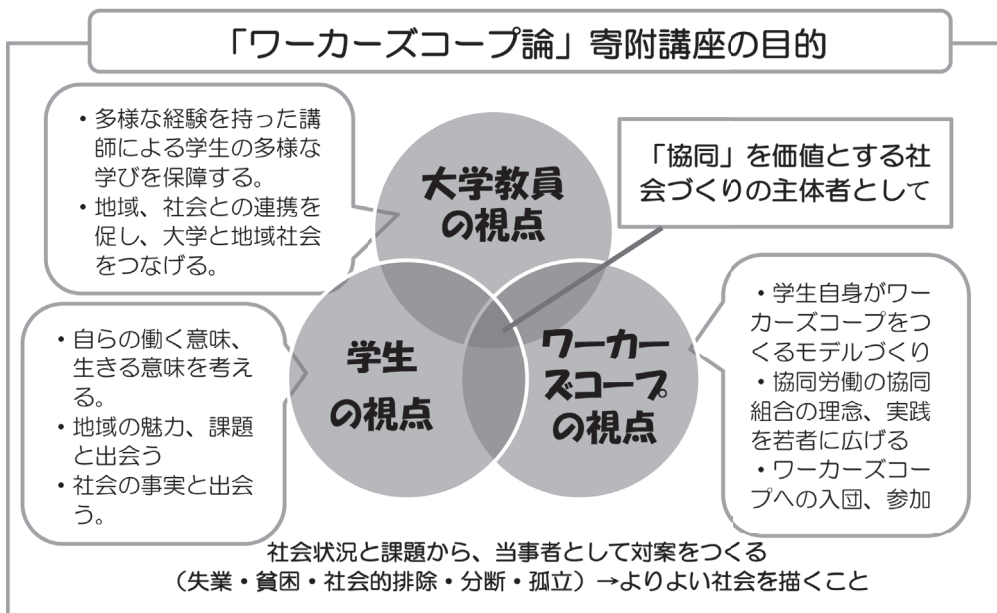 「ワーカーズコープ論」寄附講座の目的
・多様な経験を持った講
師による学生の多様な
学びを保障する。
・地域、社会との連携を
促し、大学と地域社会
をつなげる。
大学教員
の視点
「協同」を価値とする社
会づくりの主体者として
・自らの働く意味、
生きる意味を考え
る。
・地域の魅力、課題
と出会う
・社会の事実と出会
う。
学生
の視点
ワーカー
ズコープ
の視点
・学生自身がワー
カーズコープをつ
くるモデルづくり
・協同労働の協同
組合の理念、実践
を若者に広げる
・ワーカーズコー
プへの入団、参加
社会状況と課題から、当事者として対案をつくる
（失業・貧困・社会的排除・分断・孤立）→よりよい社会を描くこと